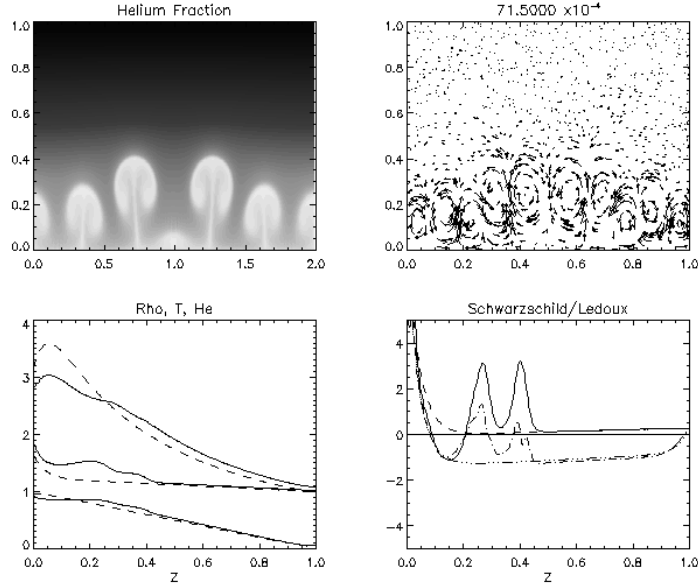 Helium Fraction
71.5000 x10⁻⁴
1.0
0.8
0.6
0.4
0.2
0.0
0.0 0.5 1.0 1.5 2.0
1.0
0.8
0.6
0.4
0.2
0.0
0.0 0.2 0.4 0.6 0.8 1.0
Rho, T, He
Schwarzschild/Ledoux
4
3
2
1
0
0.0 0.2 0.4 0.6 0.8 1.0
Z
4
2
0
-2
-4
0.0 0.2 0.4 0.6 0.8 1.0
Z